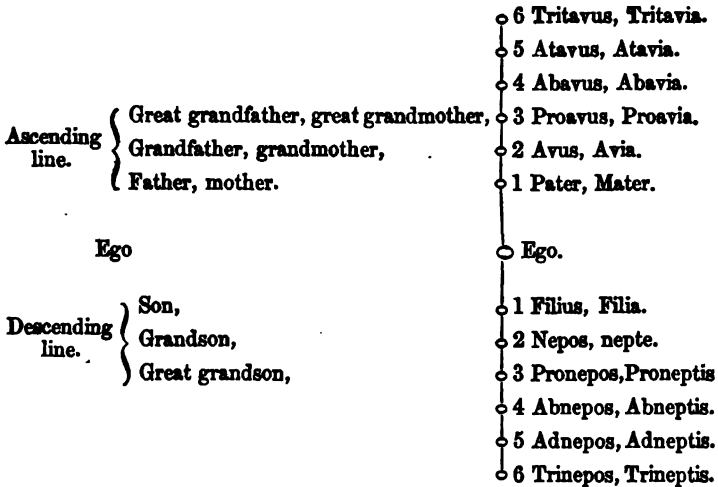 6 Tritavus, Tritavia.
5 Atavus, Atavia.
4 Abavus, Abavia.
Great grandfather, great grandmother, 3 Proavus, Proavia.
Ascending line.
Grandfather, grandmother, 2 Avus, Avia.
Father, mother. 1 Pater, Mater.
Ego Ego.
Son, 1 Filius, Filia.
Descending line.
Grandson, 2 Nepos, nepte.
Great grandson, 3 Pronepos,Proneptis
4 Abnepos, Abneptis.
5 Adnepos, Adneptis.
6 Trinepos, Trineptis.